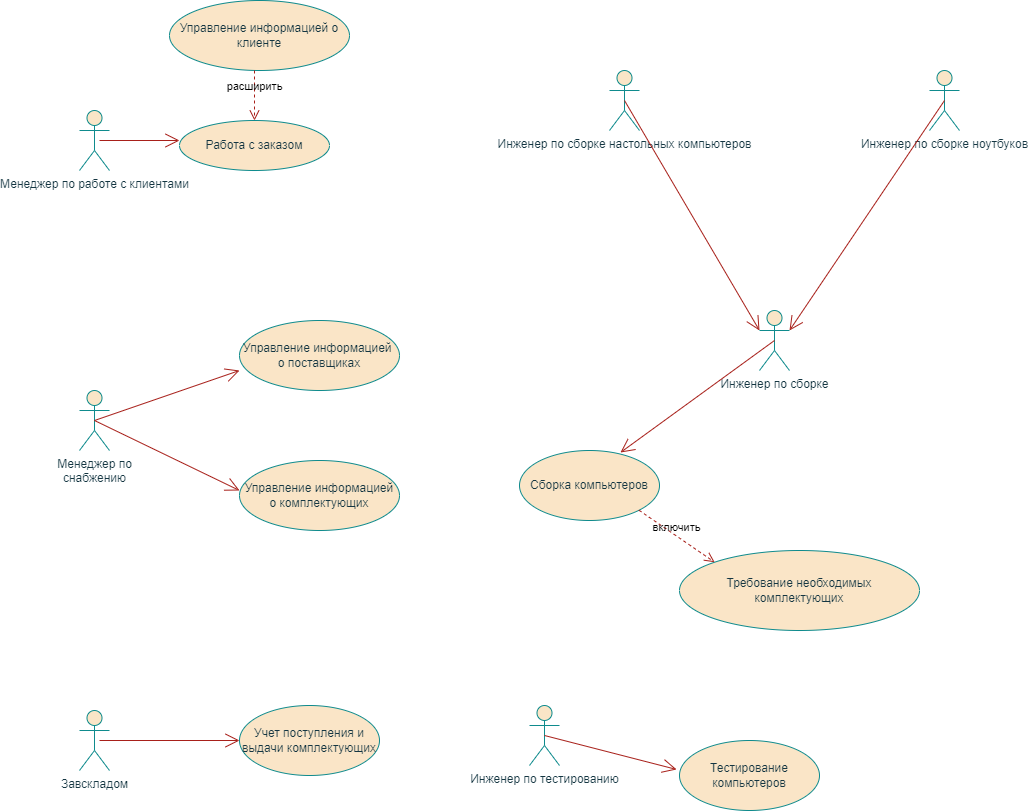 Управление информацией о
клиенте
расширить
Работа с заказом
Менеджер по работе с клиентами
Инженер по сборке настольных компьютеров
Инженер по сборке ноутбуков
Управление информацией
о поставщиках
Инженер по сборке
Менеджер по
снабжению
Управление информацией
о комплектующих
Сборка компьютеров
включить
Требование необходимых
комплектующих
Завскладом
Учет поступления и
выдачи комплектующих
Инженер по тестированию
Тестирование
компьютеров